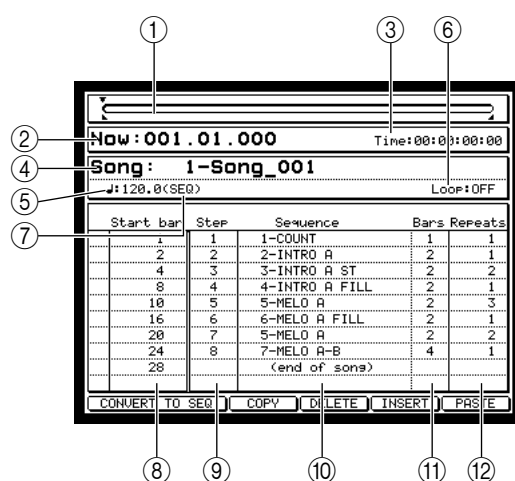 ① ③ ⑥
② Now:001.01.000 Time:00:00:00:00
④ Song: 1-Song_001
⑤ ♩:120.0(SEQ) Loop:OFF
⑦
Start bar Step Sequence Bars Repeats
1 1 1-COUNT 1 1
2 2 2-INTRO A 2 1
4 3 3-INTRO A ST 2 2
8 4 4-INTRO A FILL 2 1
10 5 5-MELO A 2 3
16 6 6-MELO A FILL 2 1
20 7 5-MELO A 2 2
24 8 7-MELO A-B 4 1
28 (end of song)
CONVERT TO SEQ COPY DELETE INSERT PASTE
⑧ ⑨ ⑩ ⑪ ⑫